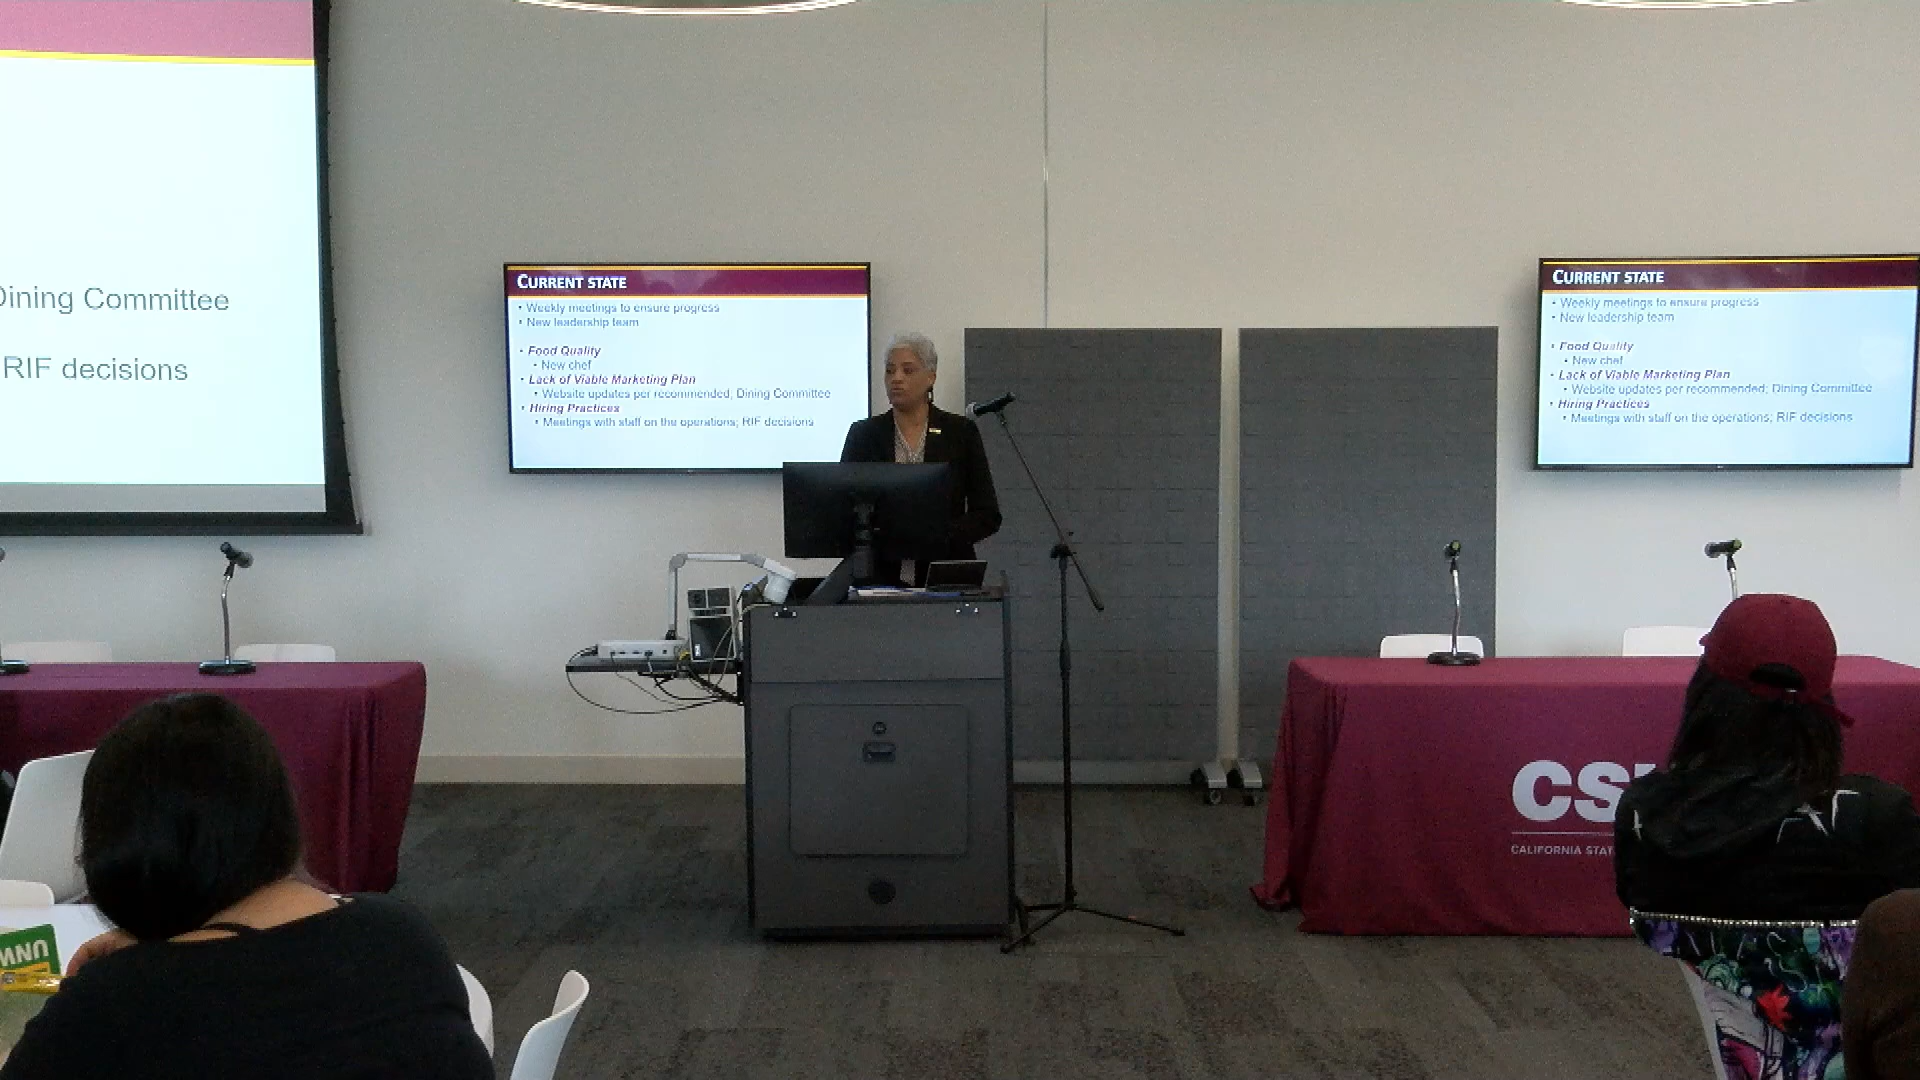 Dining Committee
RIF decisions
CURRENT STATE
• Weekly meetings to ensure progress
• New leadership team
• Food Quality
• New chef
• Lack of Viable Marketing Plan
• Website updates per recommended; Dining Committee
• Hiring Practices
• Meetings with staff on the operations; RIF decisions
CURRENT STATE
• Weekly meetings to ensure progress
• New leadership team
• Food Quality
• New chef
• Lack of Viable Marketing Plan
• Website updates per recommended; Dining Committee
• Hiring Practices
• Meetings with staff on the operations; RIF decisions
CS
CALIFORNIA STAT
UNW